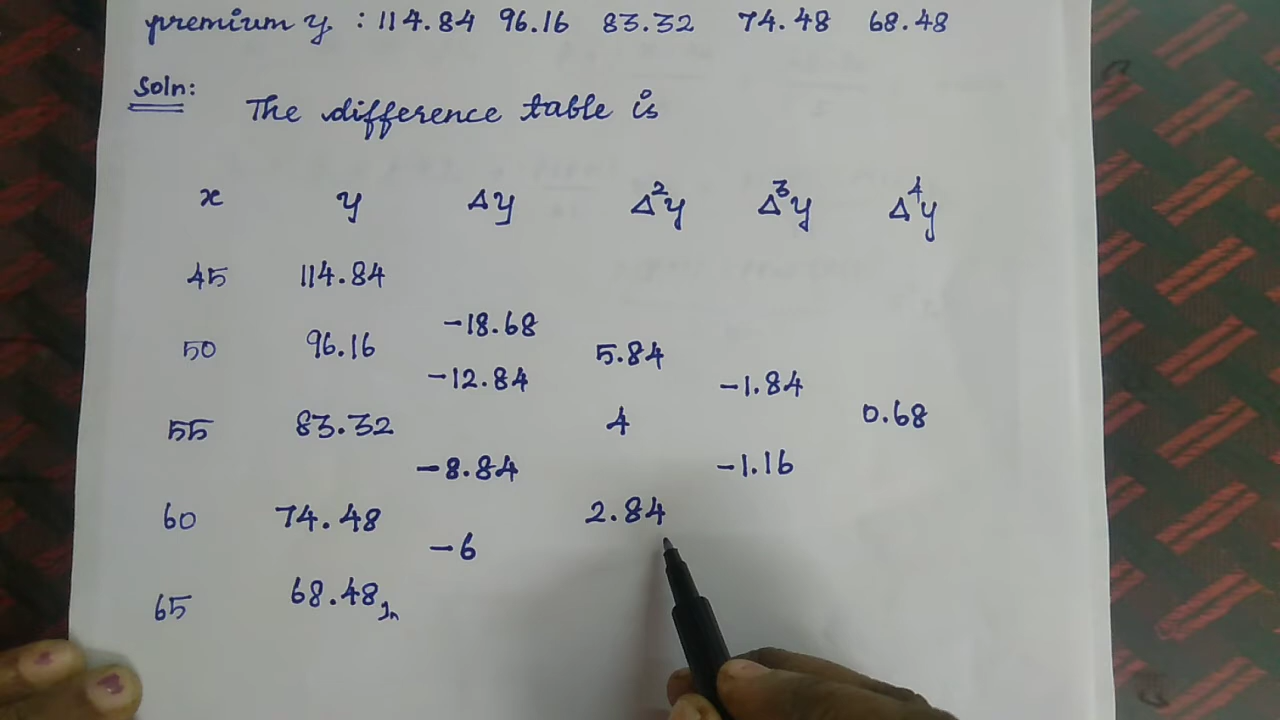 premium y : 114.84 96.16 83.32 74.48 68.48
Soln:
The difference table is
x y Δy Δ²y Δ³y Δ⁴y
45 114.84
-18.68
50 96.16 5.84
-12.84 -1.84
55 83.32 4 0.68
-8.84 -1.16
60 74.48 2.84
-6
65 68.48